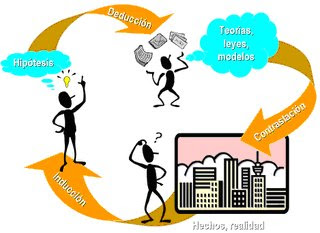 Deducción
Teorías,
leyes,
modelos
Hipótesis
Contrastación
?
Inducción
Hechos, realidad